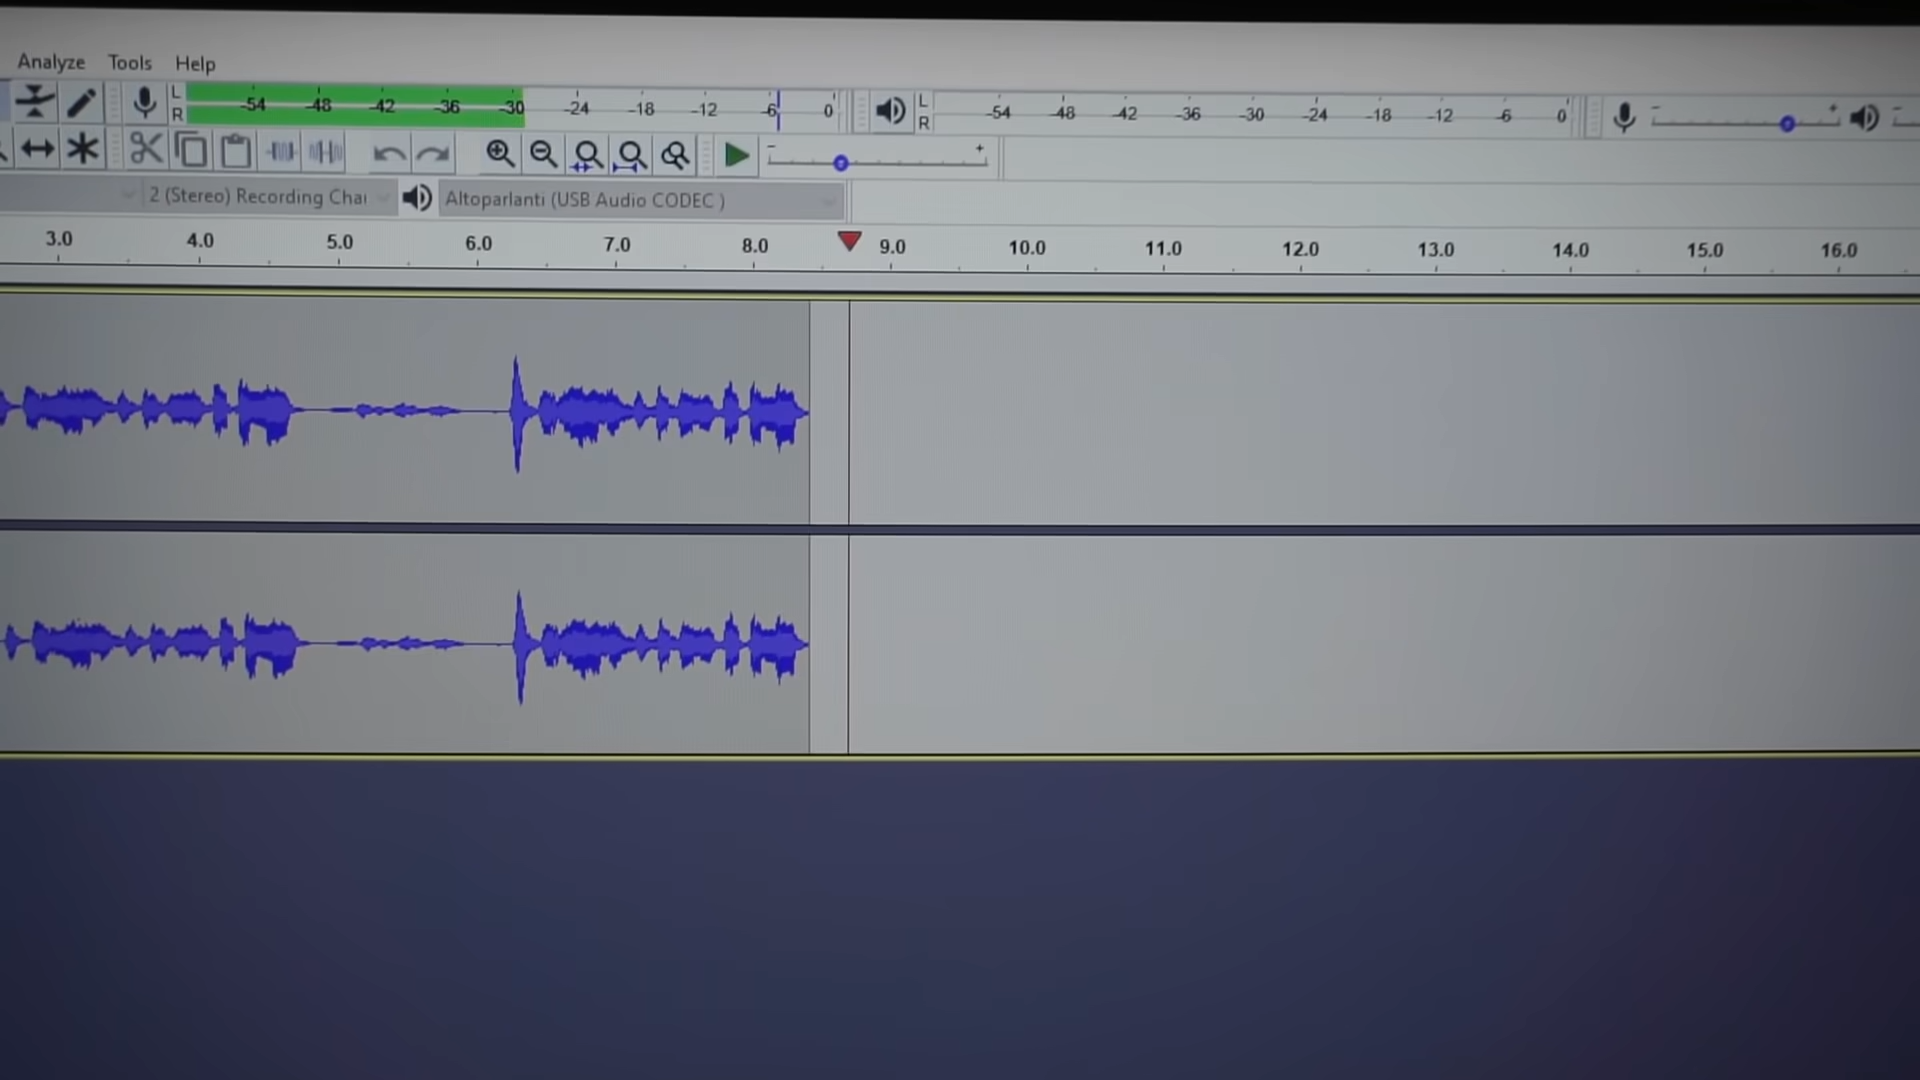 Analyze Tools Help
L
R
-54 -48 -42 -36 -30 -24 -18 -12 -6 0
L
R
-54 -48 -42 -36 -30 -24 -18 -12 -6 0
- +
- +
2 (Stereo) Recording Cha
Altoparlanti (USB Audio CODEC )
3.0 4.0 5.0 6.0 7.0 8.0 9.0 10.0 11.0 12.0 13.0 14.0 15.0 16.0